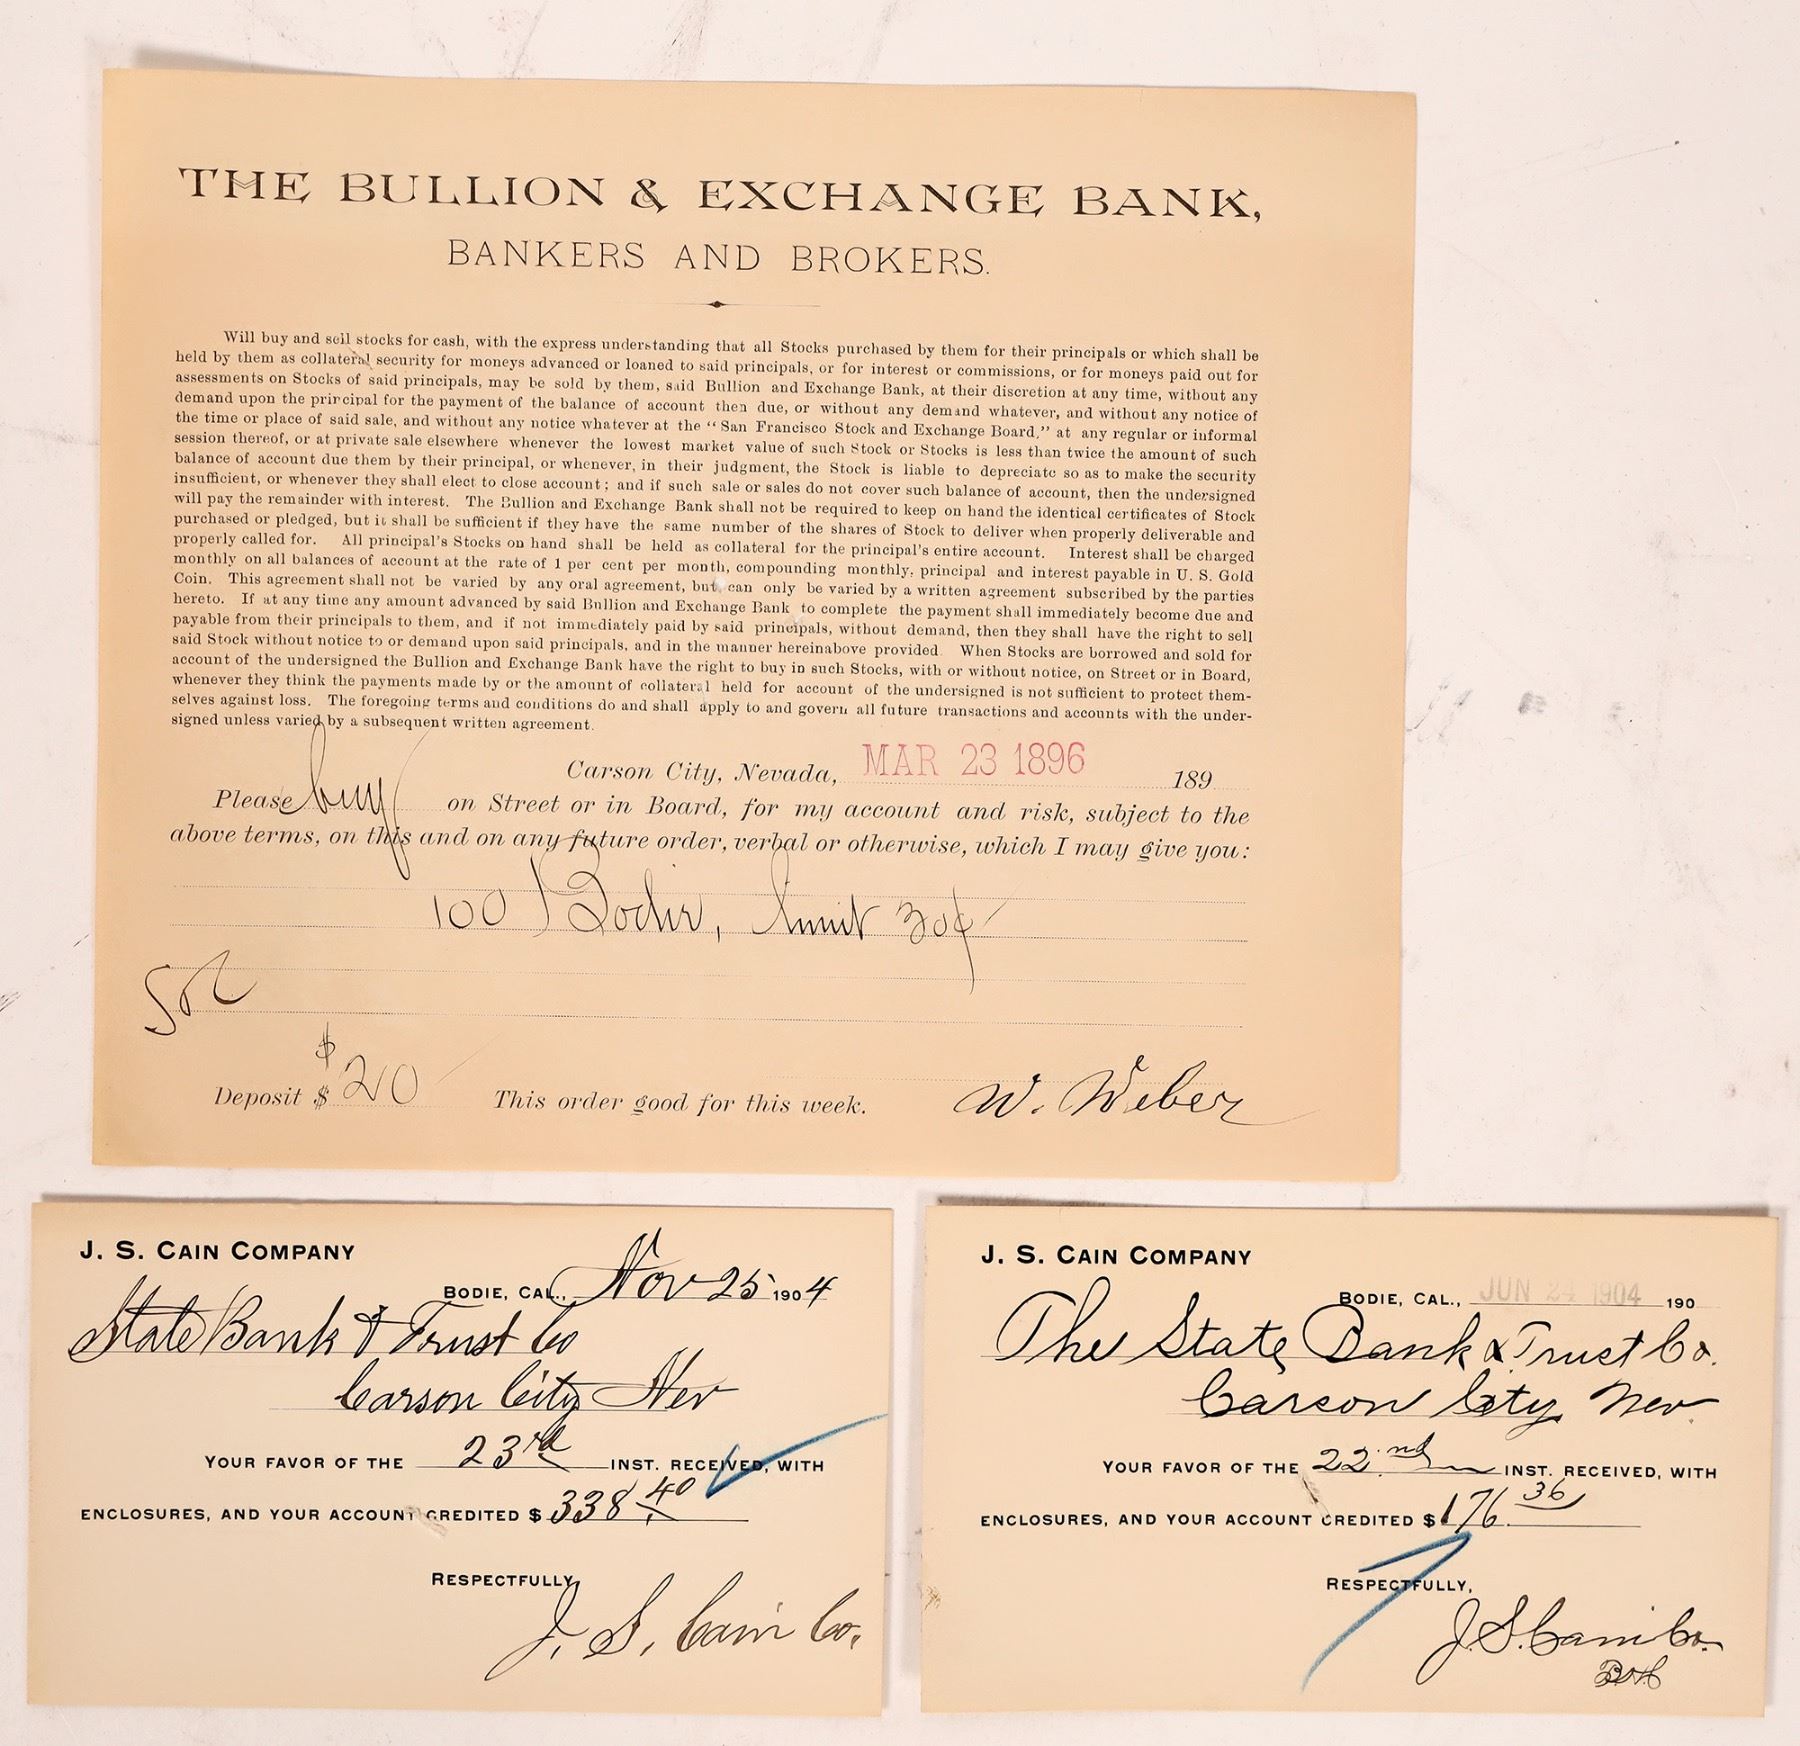 THE BULLION & EXCHANGE BANK,
BANKERS AND BROKERS.
Will buy and sell stocks for cash, with the express understanding that all Stocks purchased by them for their principals or which shall be
held by them as collateral security for moneys advanced or loaned to said principals, or for interest or commissions, or for moneys paid out for
assessments on Stocks of said principals, may be sold by them, said Bullion and Exchange Bank, at their discretion at any time, without any
demand upon the principal for the payment of the balance of account then due, or without any demand whatever, and without any notice of
the time or place of said sale, and without any notice whatever at the "San Francisco Stock and Exchange Board," at any regular or informal
session thereof, or at private sale elsewhere whenever the lowest market value of such Stock or Stocks is less than twice the amount of such
balance of account due them by their principal, or whenever, in their judgment, the Stock is liable to depreciate so as to make the security
insufficient, or whenever they shall elect to close account; and if such sale or sales do not cover such balance of account, then the undersigned
will pay the remainder with interest. The Bullion and Exchange Bank shall not be required to keep on hand the identical certificates of Stock
purchased or pledged, but it shall be sufficient if they have the same number of the shares of Stock to deliver when properly deliverable and
properly called for. All principal's Stocks on hand shall be held as collateral for the principal's entire account. Interest shall be charged
monthly on all balances of account at the rate of 1 per cent per month, compounding monthly, principal and interest payable in U. S. Gold
Coin. This agreement shall not be varied by any oral agreement, but can only be varied by a written agreement subscribed by the parties
hereto. If at any time any amount advanced by said Bullion and Exchange Bank to complete the payment shall immediately become due and
payable from their principals to them, and if not immediately paid by said principals, without demand, then they shall have the right to sell
said Stock without notice to or demand upon said principals, and in the manner hereinabove provided. When Stocks are borrowed and sold for
account of the undersigned the Bullion and Exchange Bank have the right to buy in such Stocks, with or without notice, on Street or in Board,
whenever they think the payments made by or the amount of collateral held for account of the undersigned is not sufficient to protect them-
selves against loss. The foregoing terms and conditions do and shall apply to and govern all future transactions and accounts with the under-
signed unless varied by a subsequent written agreement.
Carson City, Nevada, MAR 23 1896 189
Please buy on Street or in Board, for my account and risk, subject to the
above terms, on this and on any future order, verbal or otherwise, which I may give you:
100 Bodie, limit 30¢
$
Deposit $ 20 This order good for this week. W. Weber
J. S. CAIN COMPANY
BODIE, CAL., Nov 25 1904
State Bank & Trust Co
Carson City Nev
YOUR FAVOR OF THE 23rd INST. RECEIVED, WITH
ENCLOSURES, AND YOUR ACCOUNT CREDITED $ 338.40
RESPECTFULLY,
J. S. Cain Co.
J. S. CAIN COMPANY
BODIE, CAL., JUN 24 1904 190
The State Bank & Trust Co.
Carson City Nev.
YOUR FAVOR OF THE 22nd INST. RECEIVED, WITH
ENCLOSURES, AND YOUR ACCOUNT CREDITED $ 176 36
RESPECTFULLY,
J. S. Cain Co.